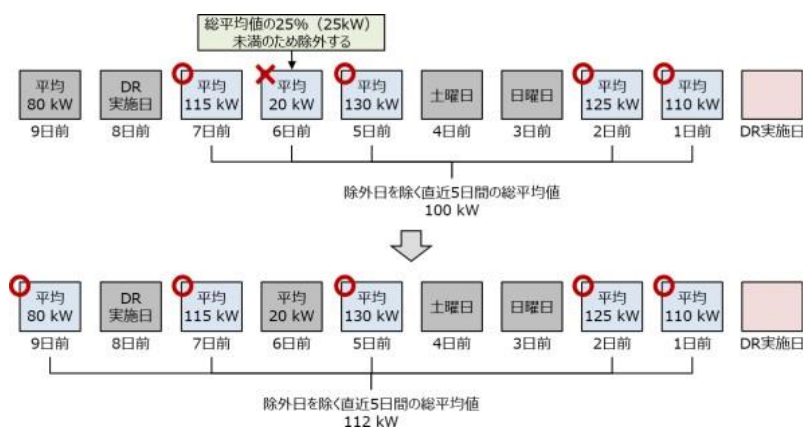 総平均値の25%（25kW）
未満のため除外する
平均
80 kW
DR
実施日
平均
115 kW
平均
20 kW
平均
130 kW
土曜日
日曜日
平均
125 kW
平均
110 kW
9日前
8日前
7日前
6日前
5日前
4日前
3日前
2日前
1日前
DR実施日
除外日を除く直近5日間の総平均値
100 kW
平均
80 kW
DR
実施日
平均
115 kW
平均
20 kW
平均
130 kW
土曜日
日曜日
平均
125 kW
平均
110 kW
9日前
8日前
7日前
6日前
5日前
4日前
3日前
2日前
1日前
DR実施日
除外日を除く直近5日間の総平均値
112 kW